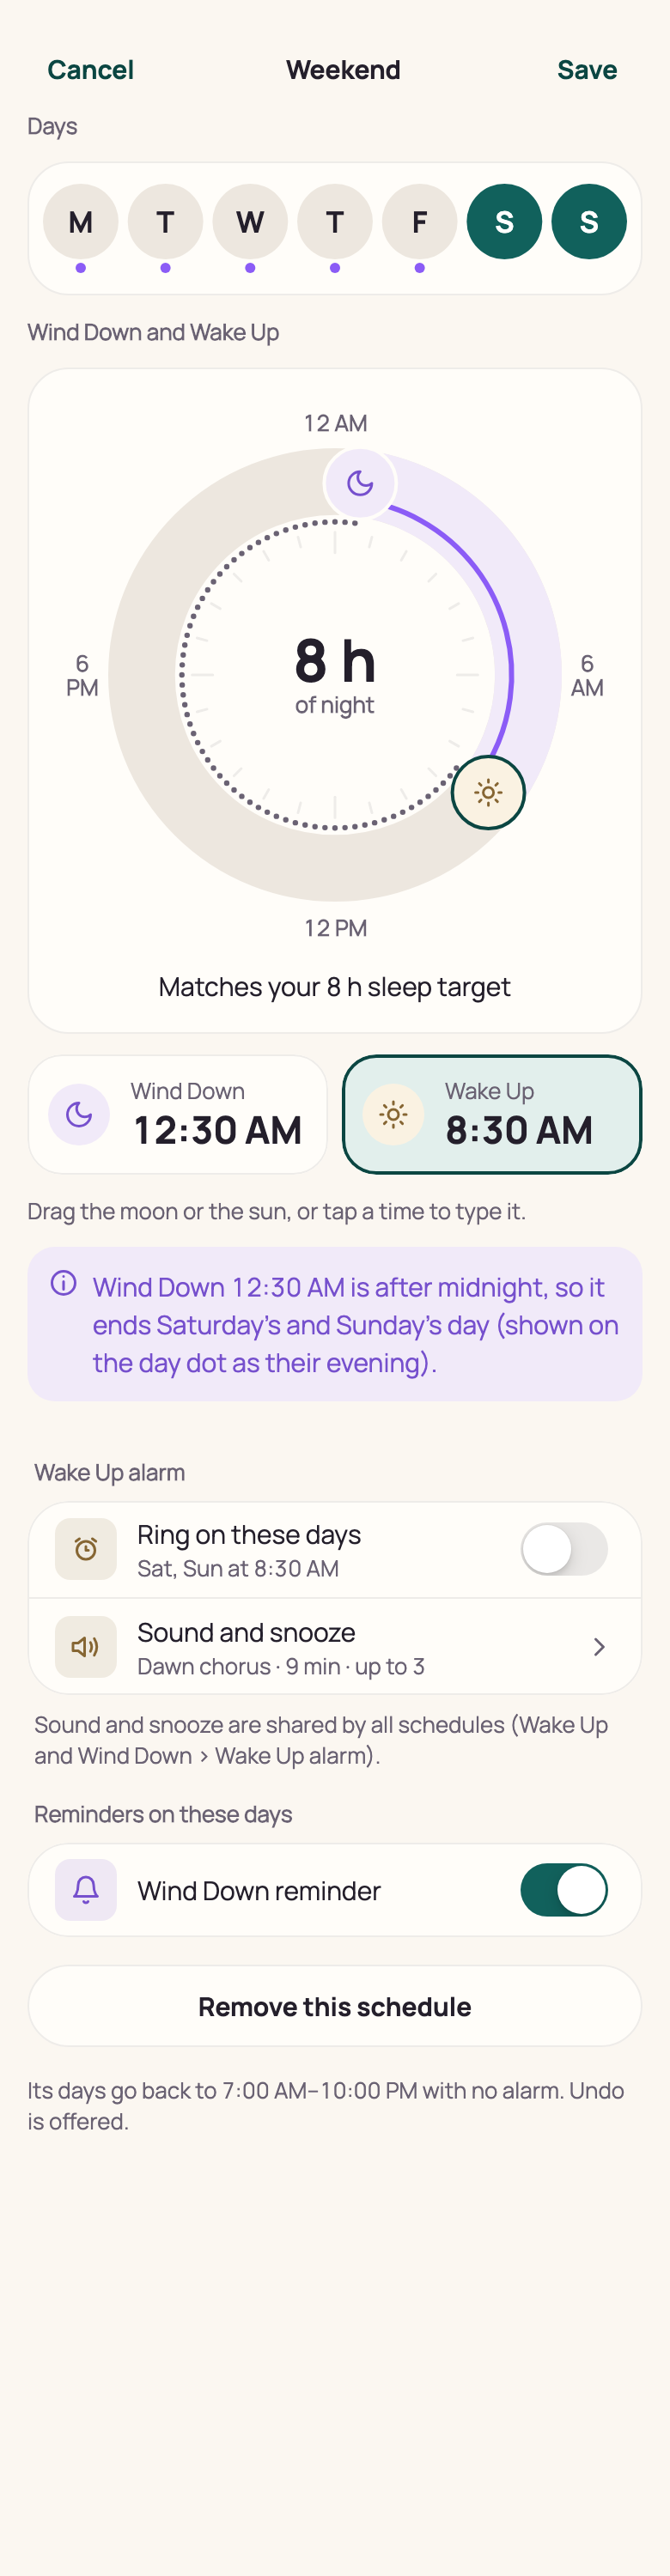 Cancel Weekend Save
Days
M T W T F S S
Wind Down and Wake Up
12 AM
6 PM
8 h
of night
6 AM
12 PM
Matches your 8 h sleep target
Wind Down
12:30 AM
Wake Up
8:30 AM
Drag the moon or the sun, or tap a time to type it.
Wind Down 12:30 AM is after midnight, so it
ends Saturday’s and Sunday’s day (shown on
the day dot as their evening).
Wake Up alarm
Ring on these days
Sat, Sun at 8:30 AM
Sound and snooze
Dawn chorus · 9 min · up to 3
Sound and snooze are shared by all schedules (Wake Up
and Wind Down › Wake Up alarm).
Reminders on these days
Wind Down reminder
Remove this schedule
Its days go back to 7:00 AM–10:00 PM with no alarm. Undo
is offered.